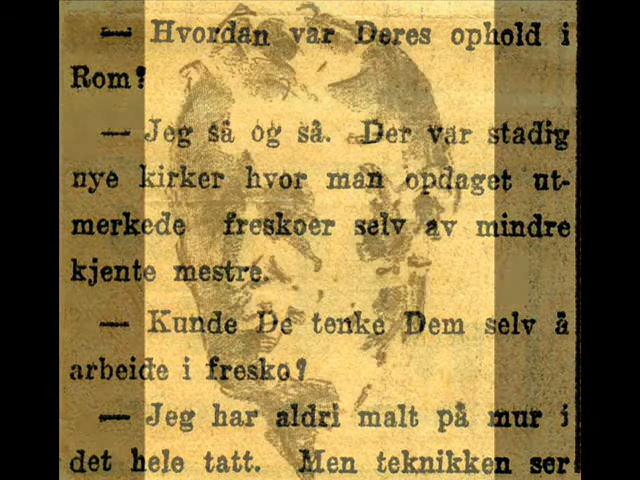 — Hvordan var Deres ophold i
Rom?
— Jeg så og så. Der var stadig
nye kirker hvor man opdaget ut-
merkede freskoer selv av mindre
kjente mestre.
— Kunde De tenke Dem selv å
arbeide i fresko?
— Jeg har aldri malt på mur i
det hele tatt. Men teknikken ser